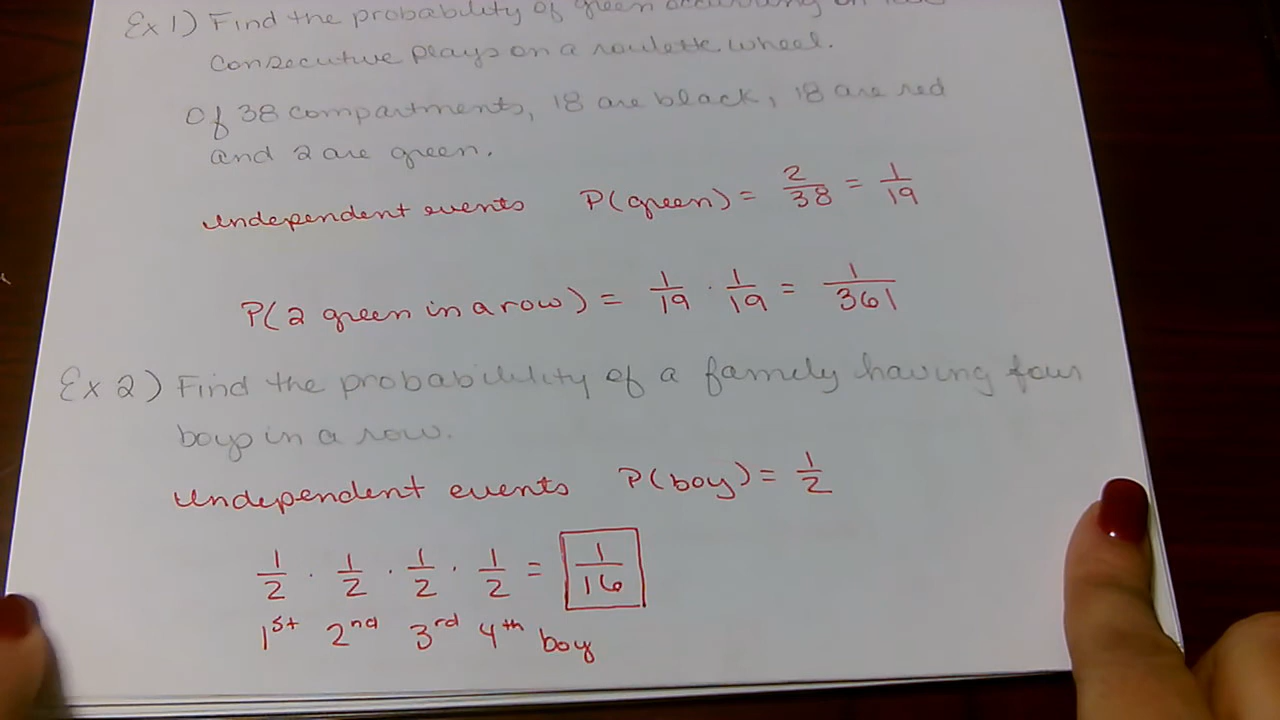 Ex 1) Find the probability of green occurring on two
consecutive plays on a roulette wheel.
Of 38 compartments, 18 are black, 18 are red
and 2 are green.
independent events P(green) = 2/38 = 1/19
P(2 green in a row) = 1/19 · 1/19 = 1/361
Ex 2) Find the probability of a family having four
boys in a row.
independent events P(boy) = 1/2
1/2 · 1/2 · 1/2 · 1/2 = 1/16
1st 2nd 3rd 4th boy